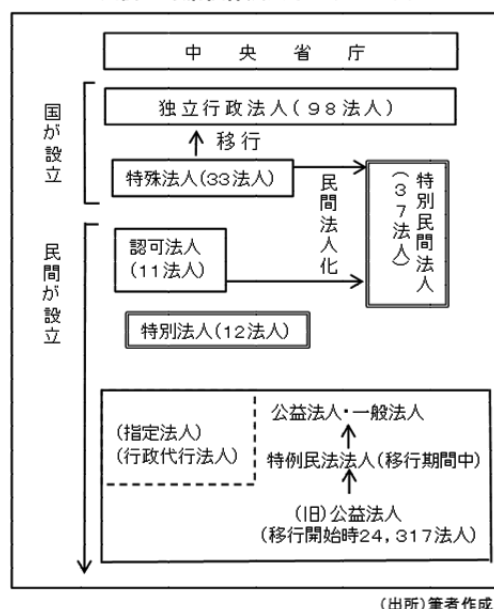 中央省庁
独立行政法人(98法人)
移行
国が設立
特殊法人(33法人)
民間法人化
特別民間法人
(37法人)
認可法人
(11法人)
民間が設立
特別法人(12法人)
(指定法人)
(行政代行法人)
公益法人・一般法人
特例民法法人(移行期間中)
(旧)公益法人
(移行開始時24,317法人)
(出所)筆者作成